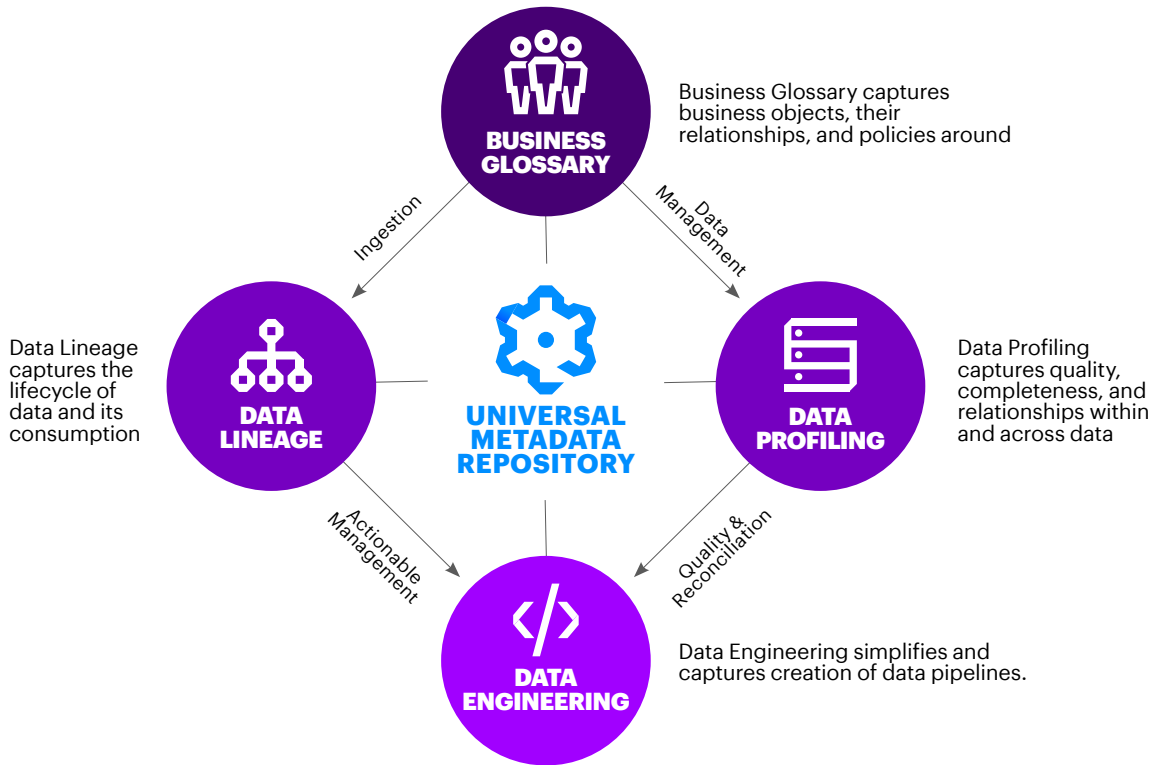 BUSINESS
GLOSSARY
Business Glossary captures
business objects, their
relationships, and policies around
Ingestion
Data
Management
Data Lineage
captures the
lifecycle of
data and its
consumption
DATA
LINEAGE
UNIVERSAL
METADATA
REPOSITORY
DATA
PROFILING
Data Profiling
captures quality,
completeness, and
relationships within
and across data
Actionable
Management
Quality &
Reconciliation
DATA
ENGINEERING
Data Engineering simplifies and
captures creation of data pipelines.